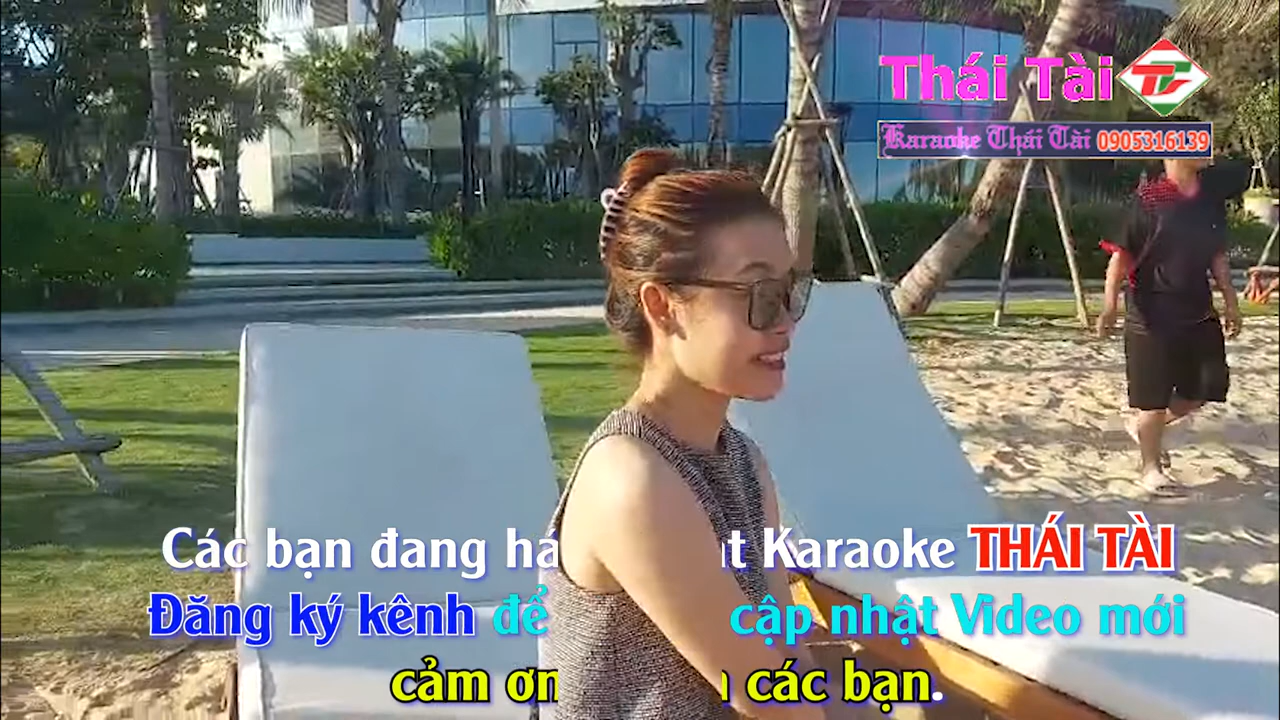 Thái Tài
Karaoke Thái Tài 0905316139
Các bạn đang Karaoke THÁI TÀI
Đăng ký kênh để cập nhật Video mới
cảm ơn các bạn.